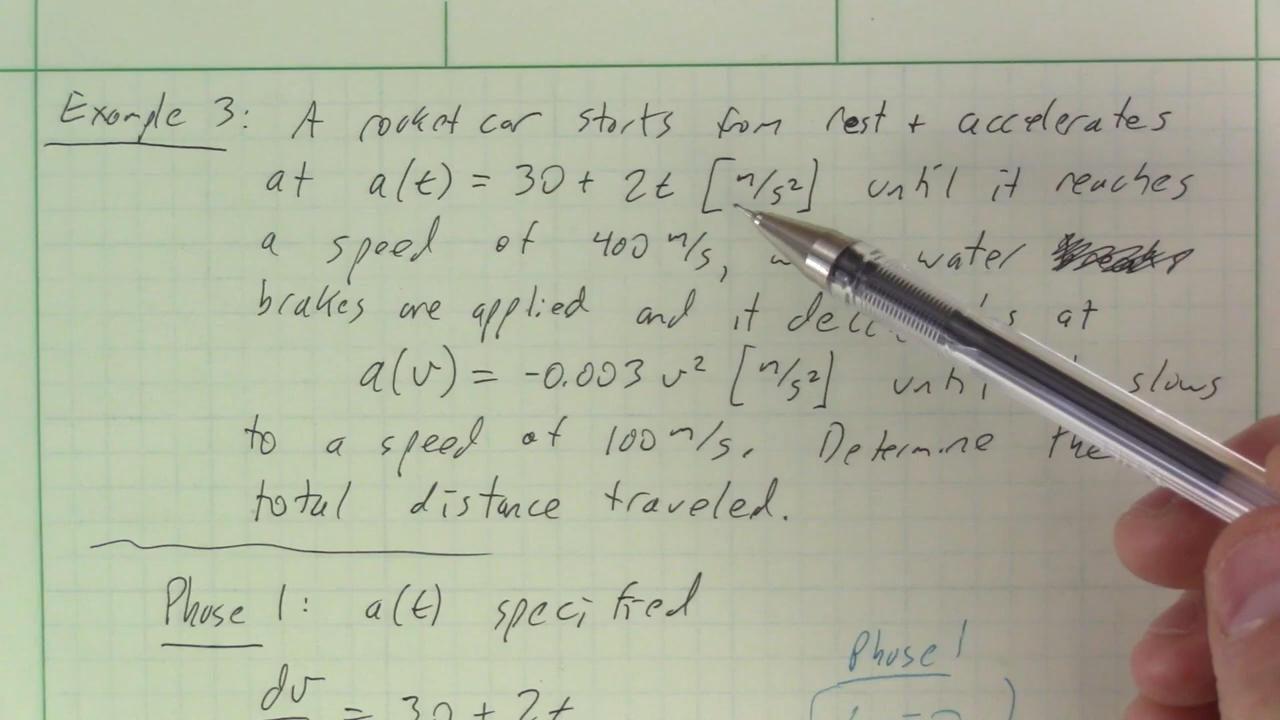 Example 3: A rocket car starts from rest + accelerates
at a(t) = 30 + 2t [m/s²] until it reaches
a speed of 400 m/s, water
brakes are applied and it at
a(v) = -0.003 v² [m/s²] slows
to a speed of 100 m/s. Determine the
total distance traveled.
Phase 1: a(t) specified
Phase 1
dv = 30 + 2t